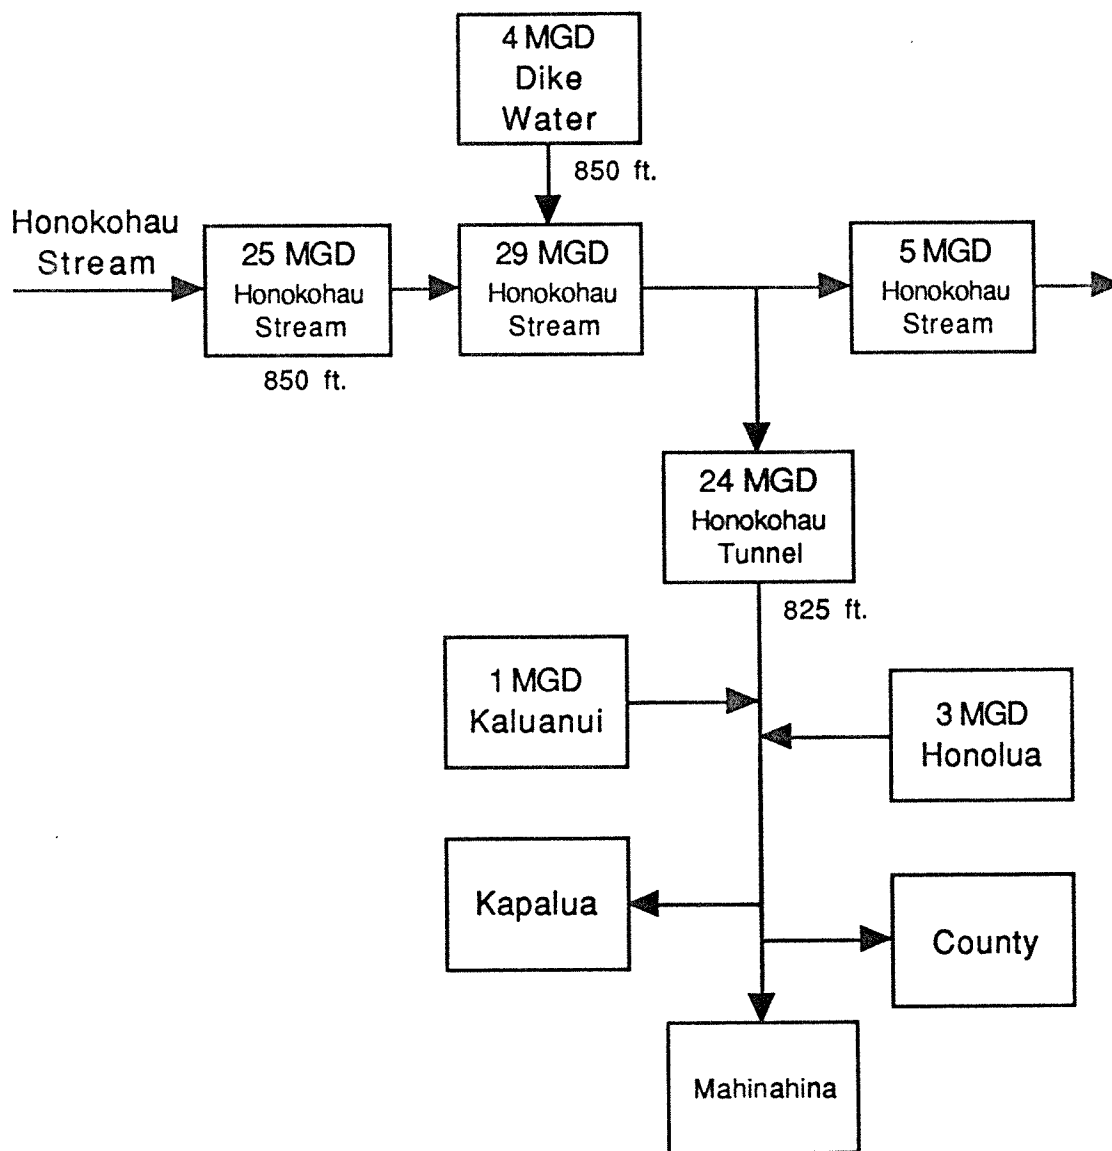 4 MGD
Dike
Water
850 ft.
Honokohau
Stream
25 MGD
Honokohau
Stream
850 ft.
29 MGD
Honokohau
Stream
5 MGD
Honokohau
Stream
24 MGD
Honokohau
Tunnel
825 ft.
1 MGD
Kaluanui
3 MGD
Honolua
Kapalua
County
Mahinahina